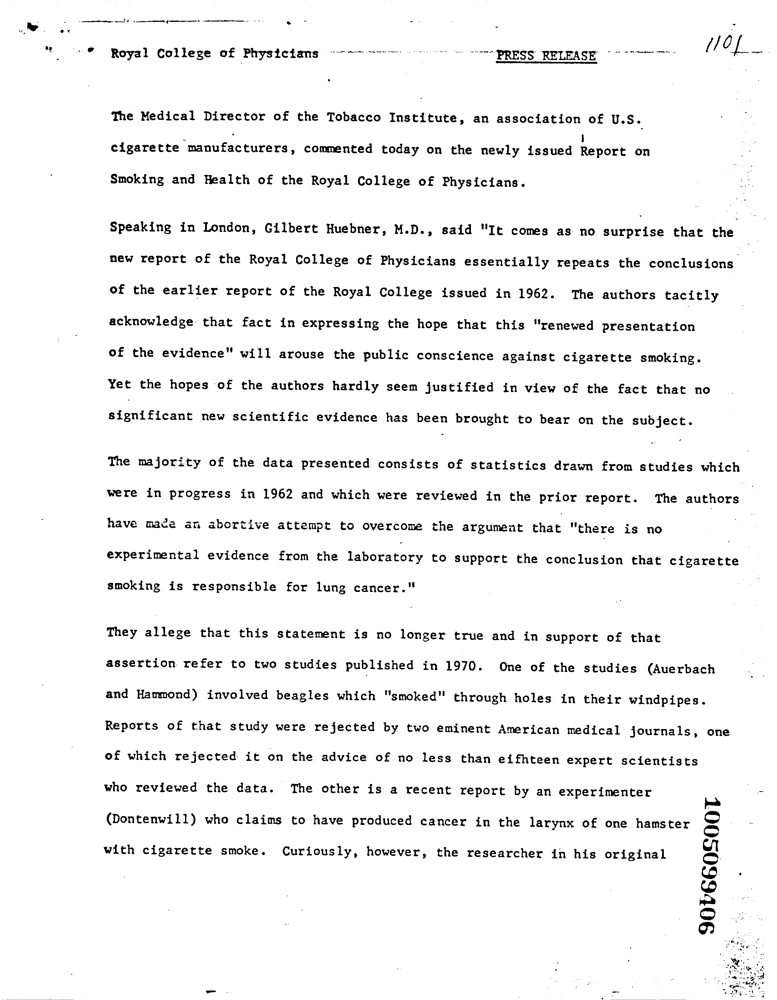 1101
Royal College of Physicians PRESS RELEASE
The Medical Director of the Tobacco Institute, an association of U.S.
cigarette manufacturers, commented today on the newly issued Report on
Smoking and Health of the Royal College of Physicians.
Speaking in London, Gilbert Huebner, M.D., said "It comes as no surprise that the
new report of the Royal College of Physicians essentially repeats the conclusions
of the earlier report of the Royal College issued in 1962. The authors tacitly
acknowledge that fact in expressing the hope that this "renewed presentation
of the evidence" will arouse the public conscience against cigarette smoking.
Yet the hopes of the authors hardly seem justified in view of the fact that no
significant new scientific evidence has been brought to bear on the subject.
The majority of the data presented consists of statistics drawn from studies which
were in progress in 1962 and which were reviewed in the prior report. The authors
have made an abortive attempt to overcome the argument that "there is no
experimental evidence from the laboratory to support the conclusion that cigarette
smoking is responsible for lung cancer."
They allege that this statement is no longer true and in support of that
assertion refer to two studies published in 1970. One of the studies (Auerbach
and Hammond) involved beagles which "smoked" through holes in their windpipes.
Reports of that study were rejected by two eminent American medical journals, one
of which rejected it on the advice of no less than eifhteen expert scientists
who reviewed the data. The other is a recent report by an experimenter
(Dontenwill) who claims to have produced cancer in the larynx of one hamster
with cigarette smoke. Curiously, however, the researcher in his original
1005099406